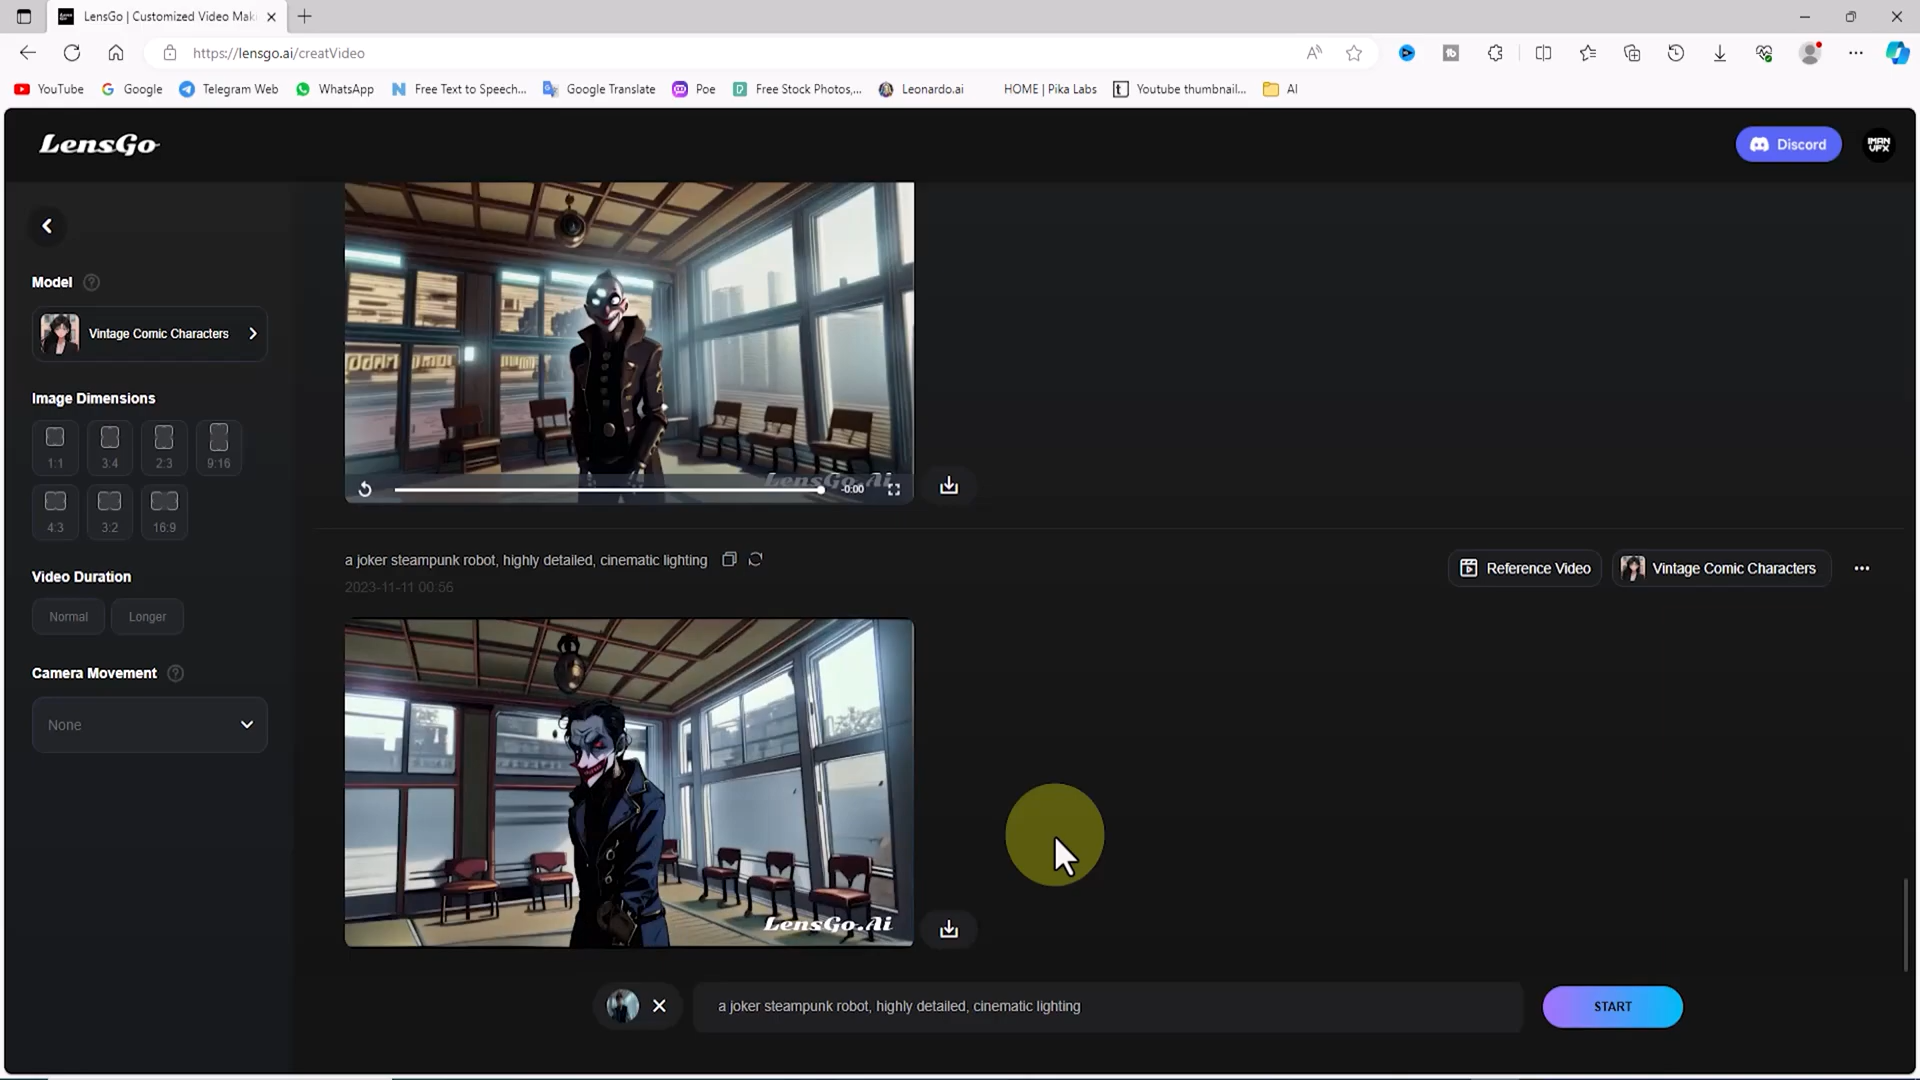 LensGo | Customized Video Mak
https://lensgo.ai/creatVideo
YouTube
Google
Telegram Web
WhatsApp
Free Text to Speech...
Google Translate
Poe
Free Stock Photos,...
Leonardo.ai
HOME | Pika Labs
Youtube thumbnail...
AI
LensGo
Discord
IMAN VFX
Model
Vintage Comic Characters
Image Dimensions
1:1
3:4
2:3
9:16
4:3
3:2
16:9
Video Duration
Normal
Longer
Camera Movement
None
LensGo.Ai
-0:00
a joker steampunk robot, highly detailed, cinematic lighting
2023-11-11 00:56
Reference Video
Vintage Comic Characters
LensGo.Ai
a joker steampunk robot, highly detailed, cinematic lighting
START